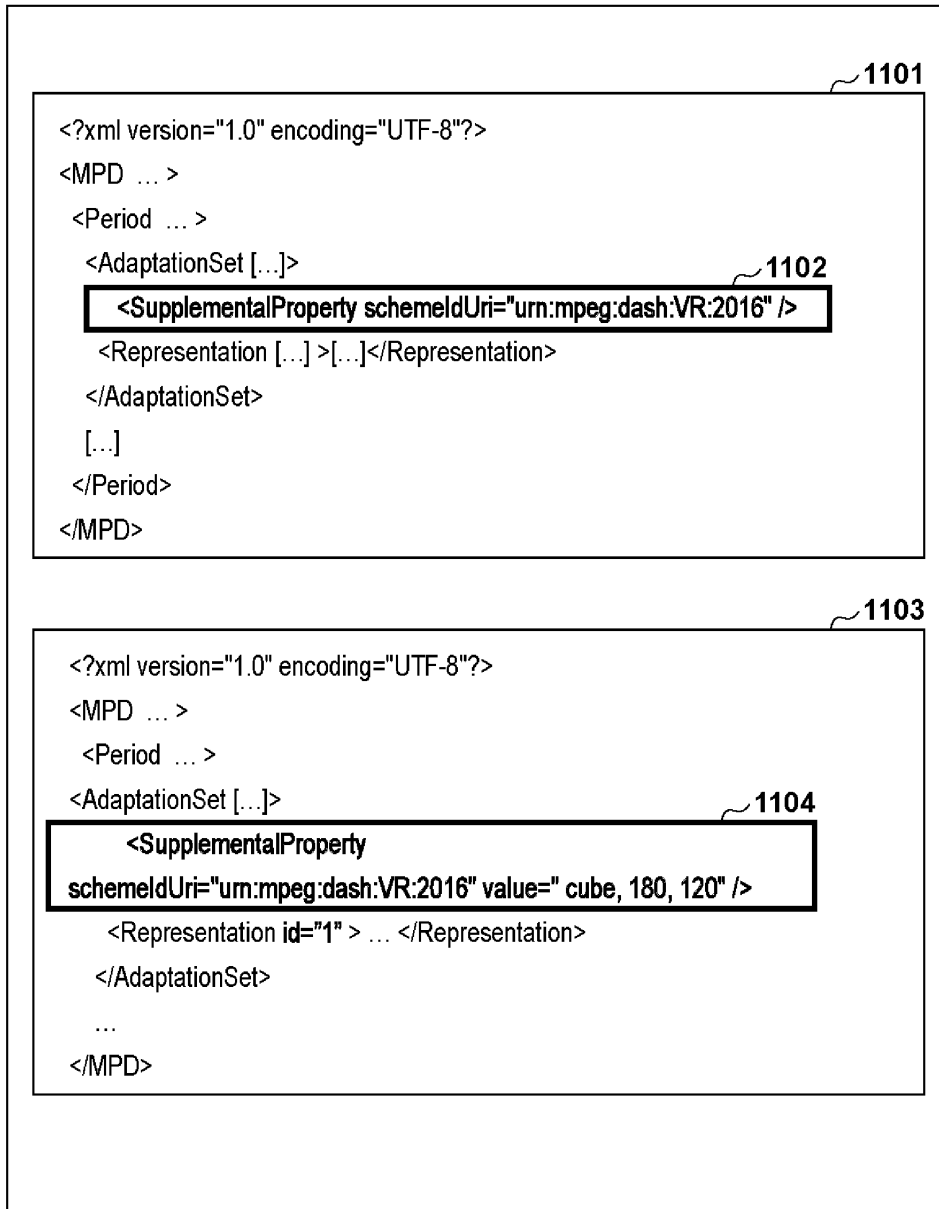 1101
<?xml version="1.0" encoding="UTF-8"?>
<MPD … >
<Period … >
<AdaptationSet […]>
1102
<SupplementalProperty schemeIdUri="urn:mpeg:dash:VR:2016" />
<Representation […] >[…]</Representation>
</AdaptationSet>
[…]
</Period>
</MPD>
1103
<?xml version="1.0" encoding="UTF-8"?>
<MPD … >
<Period … >
<AdaptationSet […]>
1104
<SupplementalProperty
schemeIdUri="urn:mpeg:dash:VR:2016" value=" cube, 180, 120" />
<Representation id="1" > … </Representation>
</AdaptationSet>
…
</MPD>